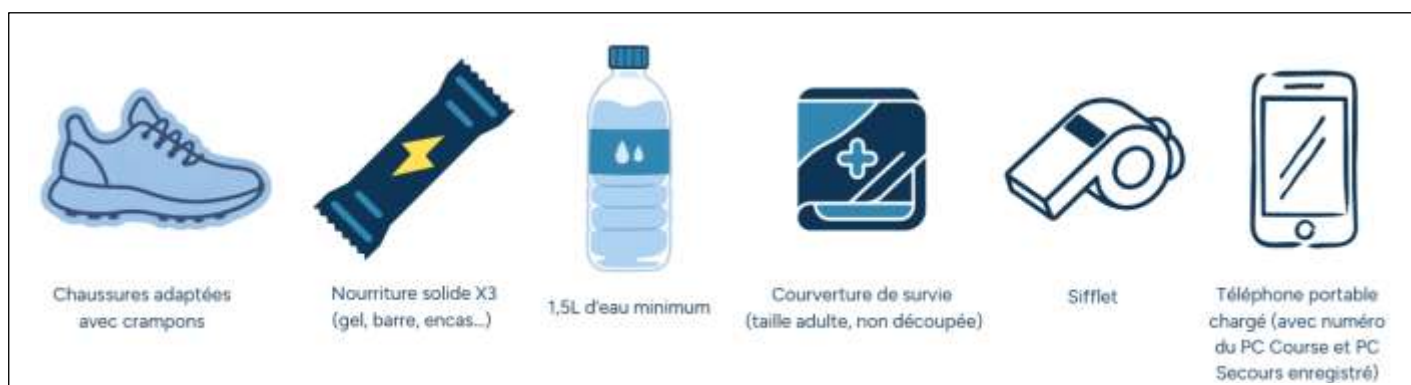 Chaussures adaptées
avec crampons
Nourriture solide X3
(gel, barre, encas...)
1,5L d'eau minimum
Courverture de survie
(taille adulte, non découpée)
Sifflet
Téléphone portable
chargé (avec numéro
du PC Course et PC
Secours enregistré)